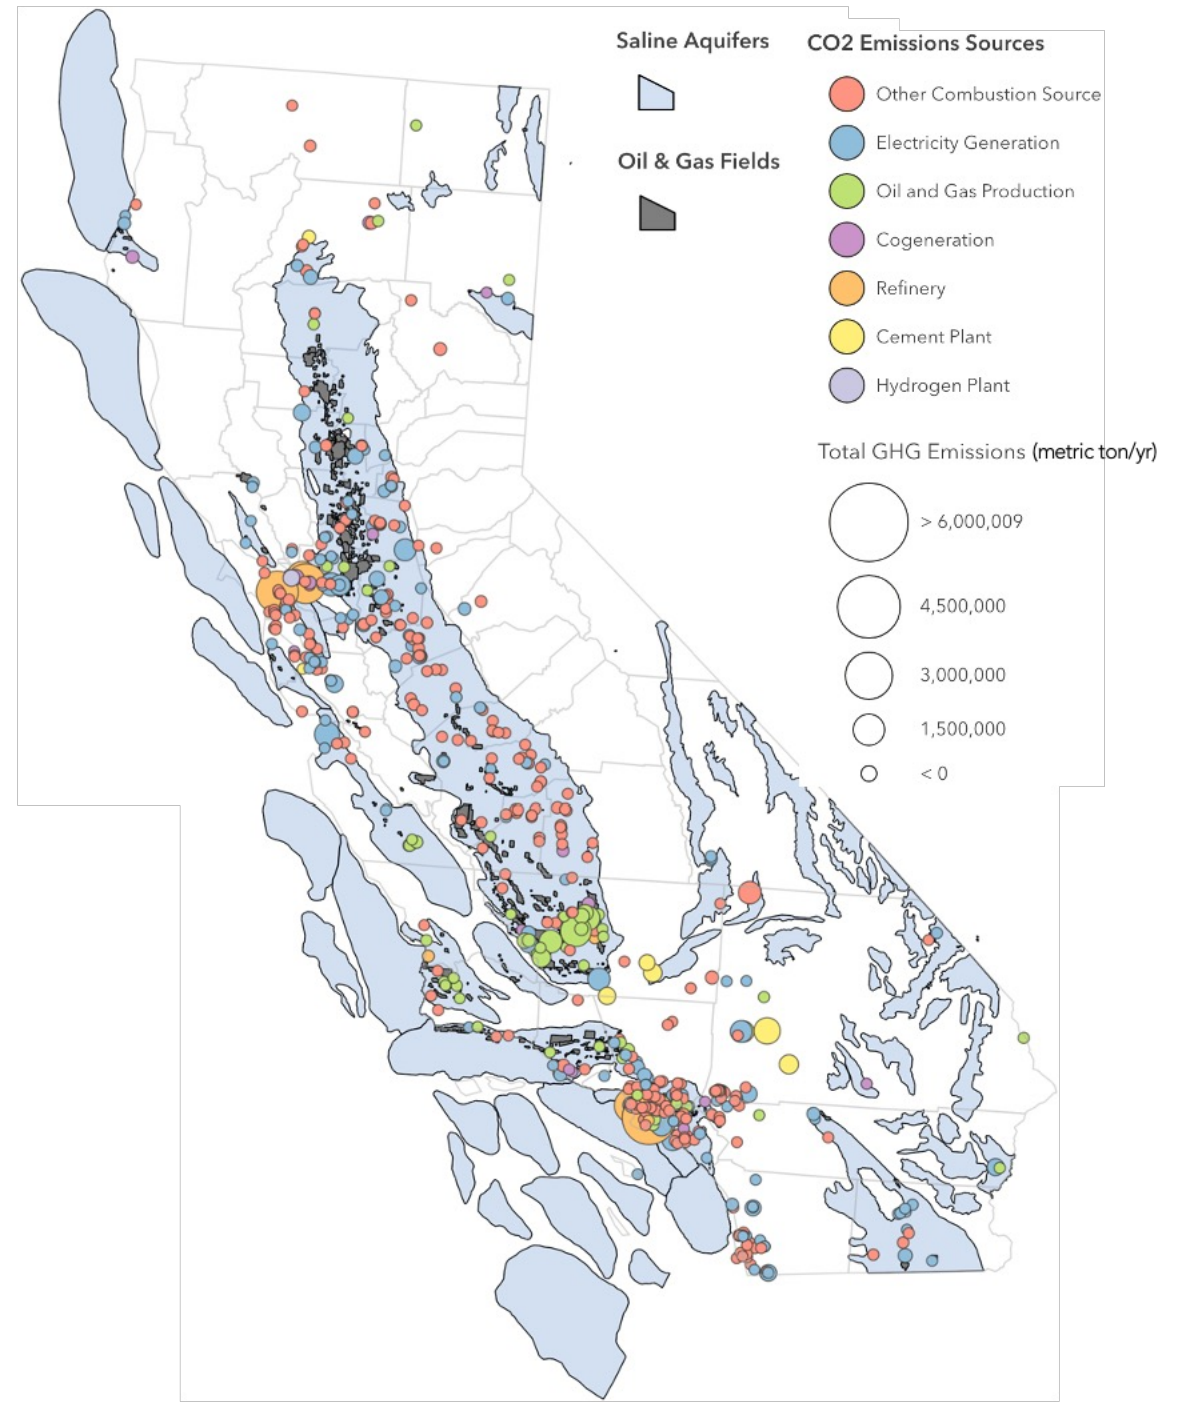 Saline Aquifers
Oil & Gas Fields
CO2 Emissions Sources
Other Combustion Source
Electricity Generation
Oil and Gas Production
Cogeneration
Refinery
Cement Plant
Hydrogen Plant
Total GHG Emissions (metric ton/yr)
> 6,000,009
4,500,000
3,000,000
1,500,000
< 0